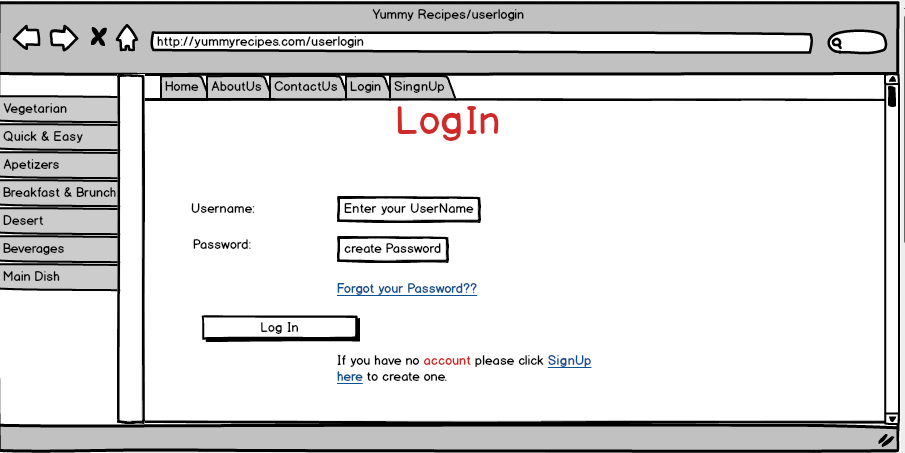 Yummy Recipes/userlogin
http://yummyrecipes.com/userlogin
Home AboutUs ContactUs Login SingnUp
Vegetarian
Quick & Easy
Apetizers
Breakfast & Brunch
Desert
Beverages
Main Dish
LogIn
Username: Enter your UserName
Password: create Password
Forgot your Password??
Log In
If you have no account please click SignUp
here to create one.